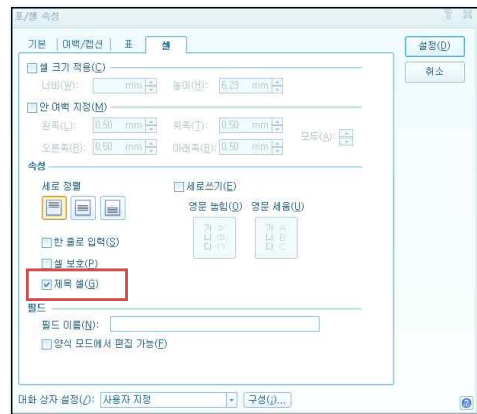 표/셀 속성
기본 여백/캡션 표 셀
설정(D)
취소
셀 크기 적용(C)
너비(W): mm 높이(H): 6,23 mm
안 여백 지정(M)
왼쪽(L): 0,50 mm 위쪽(T): 0,50 mm
모두(A):
오른쪽(R): 0,50 mm 아래쪽(B): 0,50 mm
속성
세로 정렬 세로쓰기(E)
영문 눕힘(O) 영문 세움(U)
가 A
나 B
다 C
가 A
나 B
다 C
한 줄로 입력(S)
셀 보호(P)
제목 셀(G)
필드
필드 이름(N):
양식 모드에서 편집 가능(F)
대화 상자 설정(/): 사용자 지정 구성(;)...